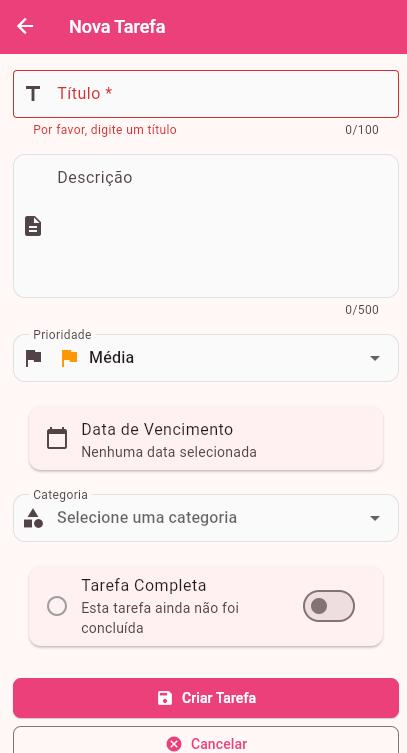 Nova Tarefa
Título *
Por favor, digite um título
0/100
Descrição
0/500
Prioridade
Média
Data de Vencimento
Nenhuma data selecionada
Categoria
Selecione uma categoria
Tarefa Completa
Esta tarefa ainda não foi
concluída
Criar Tarefa
Cancelar